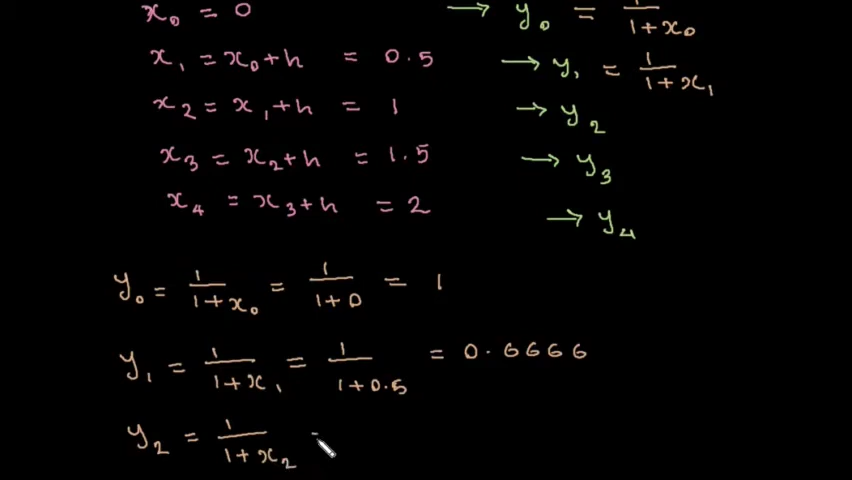 x₀ = 0 → y₀ = 1/(1+x₀)
x₁ = x₀+h = 0.5 → y₁ = 1/(1+x₁)
x₂ = x₁+h = 1 → y₂
x₃ = x₂+h = 1.5 → y₃
x₄ = x₃+h = 2 → y₄
y₀ = 1/(1+x₀) = 1/(1+0) = 1
y₁ = 1/(1+x₁) = 1/(1+0.5) = 0.6666
y₂ = 1/(1+x₂)